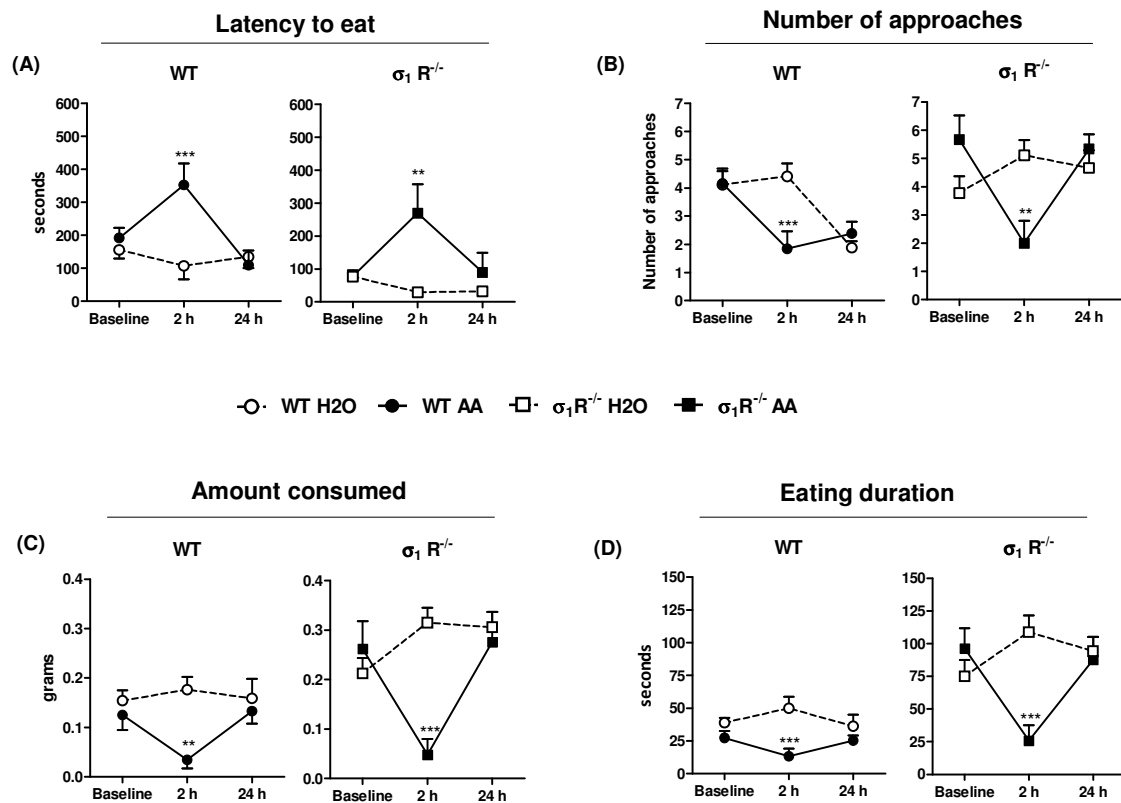 Latency to eat
(A)
WT
σ₁ R⁻/⁻
seconds
600
500
400
300
200
100
0
***
Baseline 2 h 24 h
600
500
400
300
200
100
0
**
Baseline 2 h 24 h
Number of approaches
(B)
WT
σ₁ R⁻/⁻
Number of approaches
7
6
5
4
3
2
1
0
***
Baseline 2 h 24 h
7
6
5
4
3
2
1
0
**
Baseline 2 h 24 h
WT H2O WT AA σ₁R⁻/⁻ H2O σ₁R⁻/⁻ AA
Amount consumed
(C)
WT
σ₁ R⁻/⁻
grams
0.4
0.3
0.2
0.1
0.0
**
Baseline 2 h 24 h
0.4
0.3
0.2
0.1
0.0
***
Baseline 2 h 24 h
Eating duration
(D)
WT
σ₁ R⁻/⁻
seconds
150
125
100
75
50
25
0
***
Baseline 2 h 24 h
150
125
100
75
50
25
0
***
Baseline 2 h 24 h